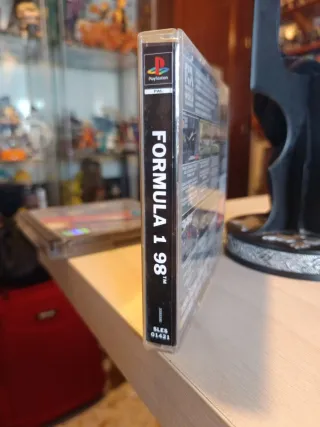 PlayStation
PAL
FORMULA 1 98™
SLES
01421